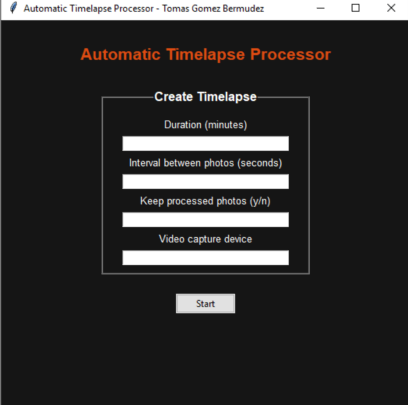 Automatic Timelapse Processor - Tomas Gomez Bermudez
Automatic Timelapse Processor
Create Timelapse
Duration (minutes)
Interval between photos (seconds)
Keep processed photos (y/n)
Video capture device
Start